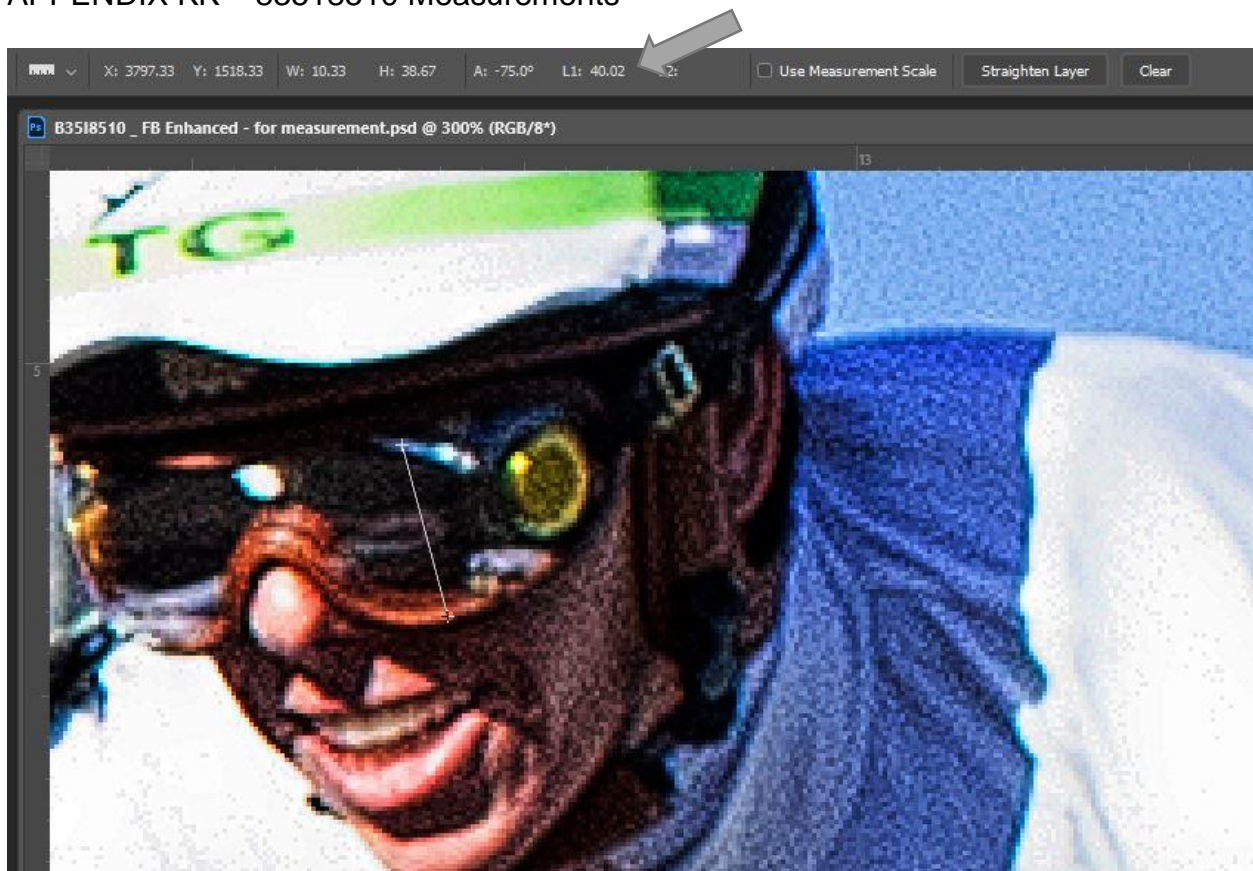 X: 3797.33 Y: 1518.33 W: 10.33 H: 38.67 A: -75.0° L1: 40.02 Use Measurement Scale Straighten Layer Clear
Ps B35I8510 _ FB Enhanced - for measurement.psd @ 300% (RGB/8*)
13
TG
5